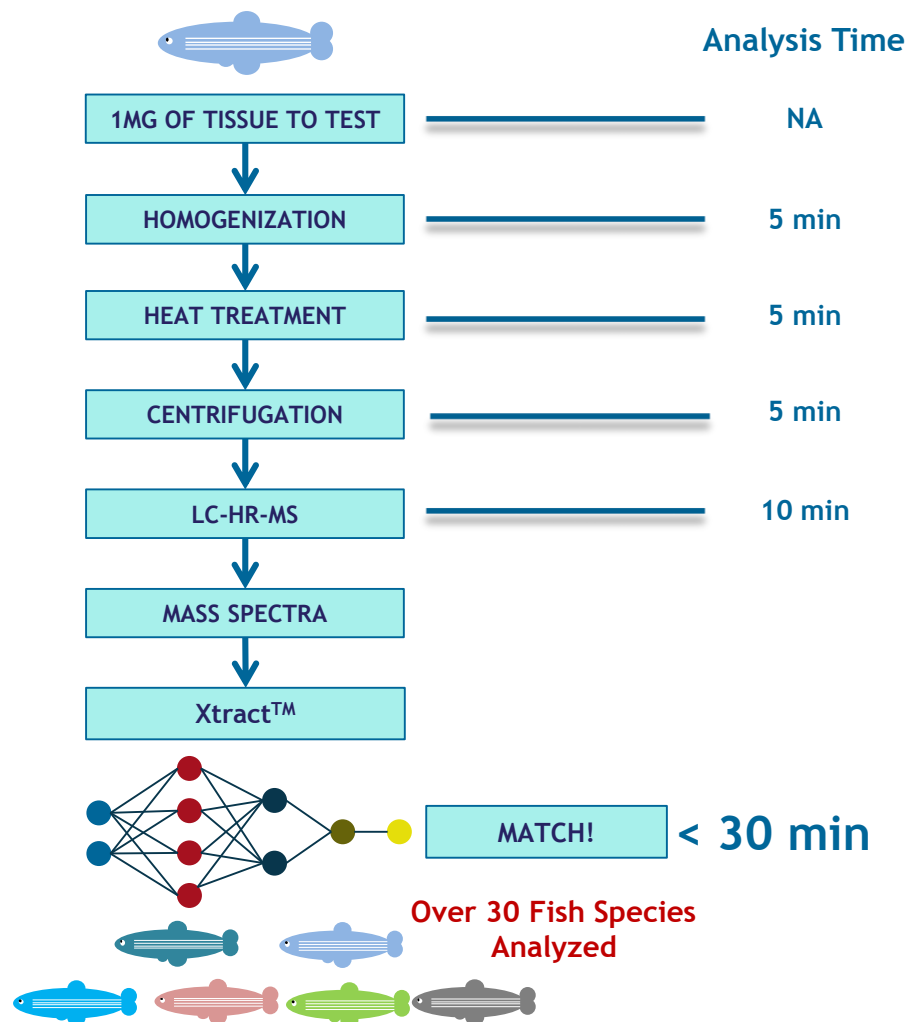 Analysis Time
1MG OF TISSUE TO TEST
NA
HOMOGENIZATION
5 min
HEAT TREATMENT
5 min
CENTRIFUGATION
5 min
LC-HR-MS
10 min
MASS SPECTRA
Xtract™
MATCH!
< 30 min
Over 30 Fish Species
Analyzed